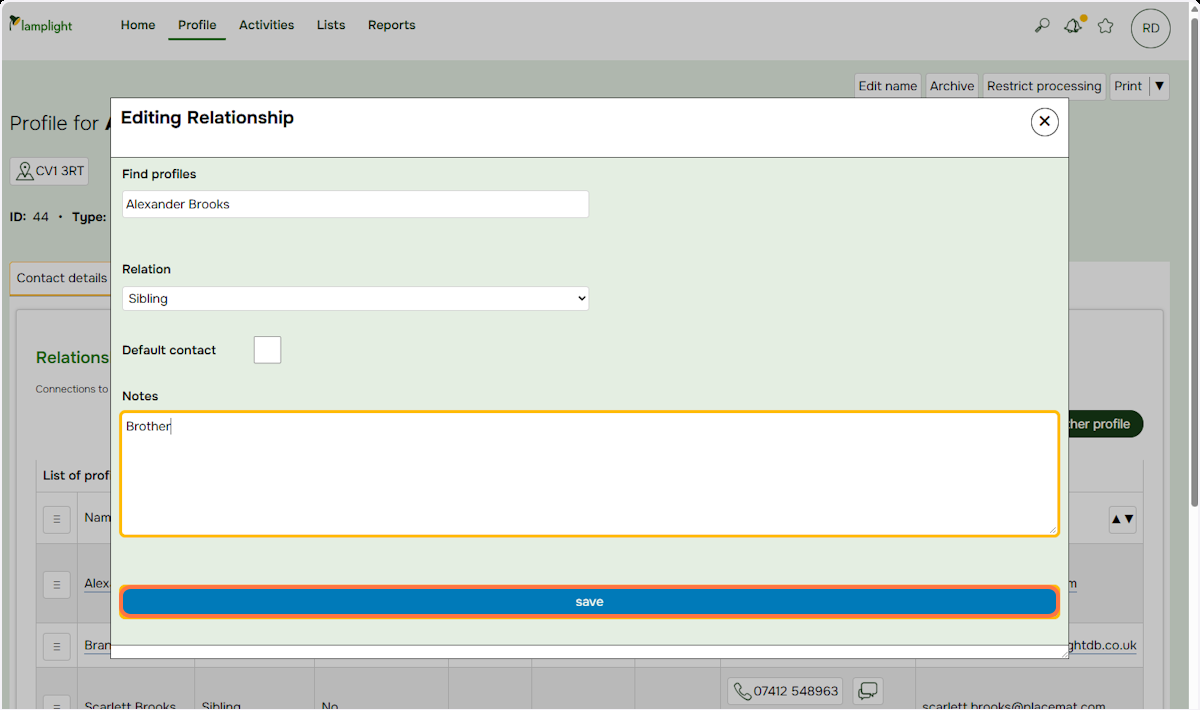 lamplight
Home Profile Activities Lists Reports
RD
Edit name Archive Restrict processing Print ▼
Profile for
Editing Relationship
CV1 3RT
Find profiles
Alexander Brooks
ID: 44 · Type:
Relation
Contact details
Sibling
Default contact
Relations
Connections to
Notes
Brother
her profile
List of profi
Nam
▲▼
Alex
m
save
Bran
ghtdb.co.uk
07412 548963
Scarlett Brooks Sibling No scarlett.brooks@placemat.com